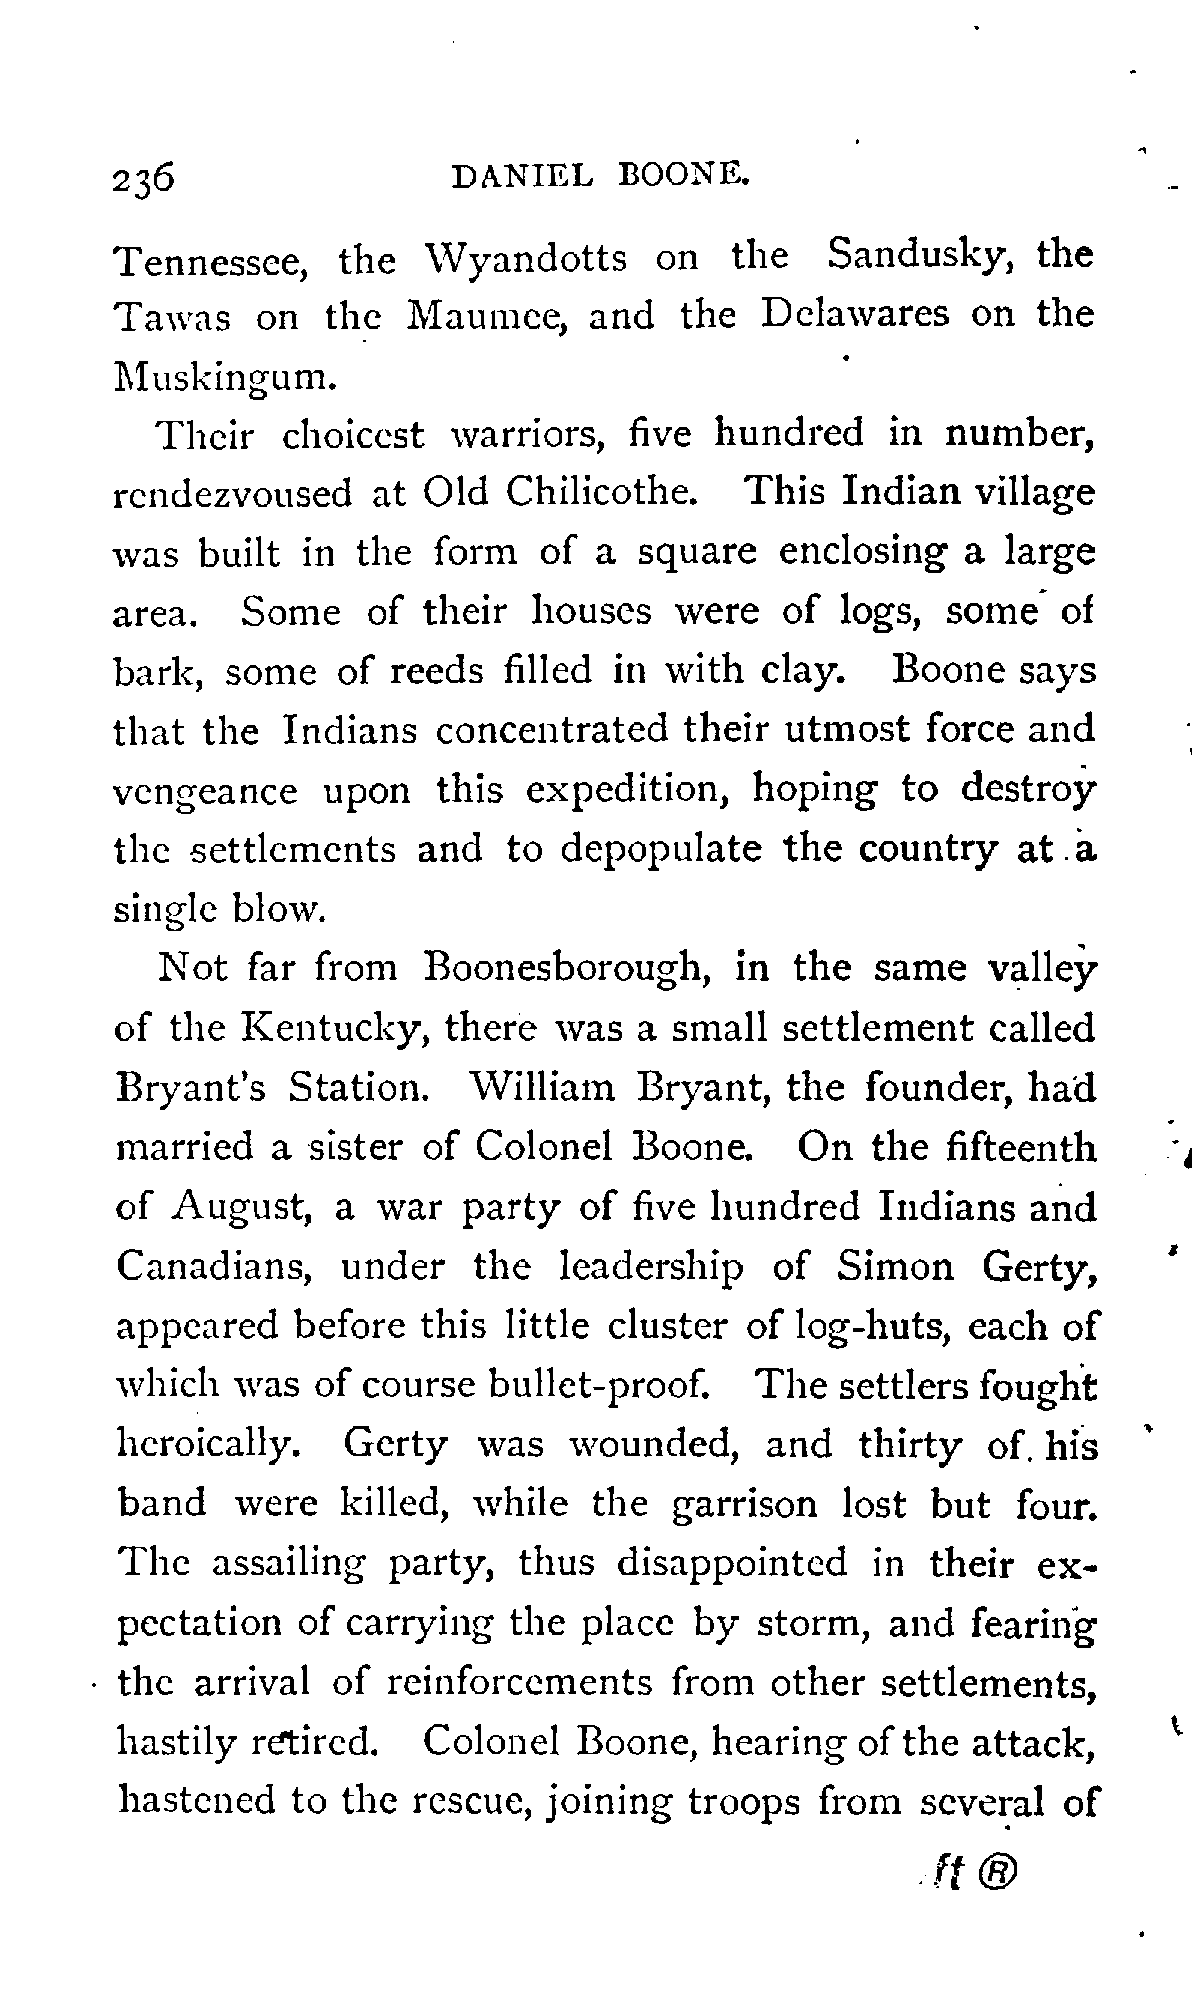 236 DANIEL BOONE.
Tennessee, the Wyandotts on the Sandusky, the
Tawas on the Maumee, and the Delawares on the
Muskingum.
Their choicest warriors, five hundred in number,
rendezvoused at Old Chilicothe. This Indian village
was built in the form of a square enclosing a large
area. Some of their houses were of logs, some of
bark, some of reeds filled in with clay. Boone says
that the Indians concentrated their utmost force and
vengeance upon this expedition, hoping to destroy
the settlements and to depopulate the country at a
single blow.
Not far from Boonesborough, in the same valley
of the Kentucky, there was a small settlement called
Bryant's Station. William Bryant, the founder, had
married a sister of Colonel Boone. On the fifteenth
of August, a war party of five hundred Indians and
Canadians, under the leadership of Simon Gerty,
appeared before this little cluster of log-huts, each of
which was of course bullet-proof. The settlers fought
heroically. Gerty was wounded, and thirty of his
band were killed, while the garrison lost but four.
The assailing party, thus disappointed in their ex-
pectation of carrying the place by storm, and fearing
the arrival of reinforcements from other settlements,
hastily retired. Colonel Boone, hearing of the attack,
hastened to the rescue, joining troops from several of
ft ®